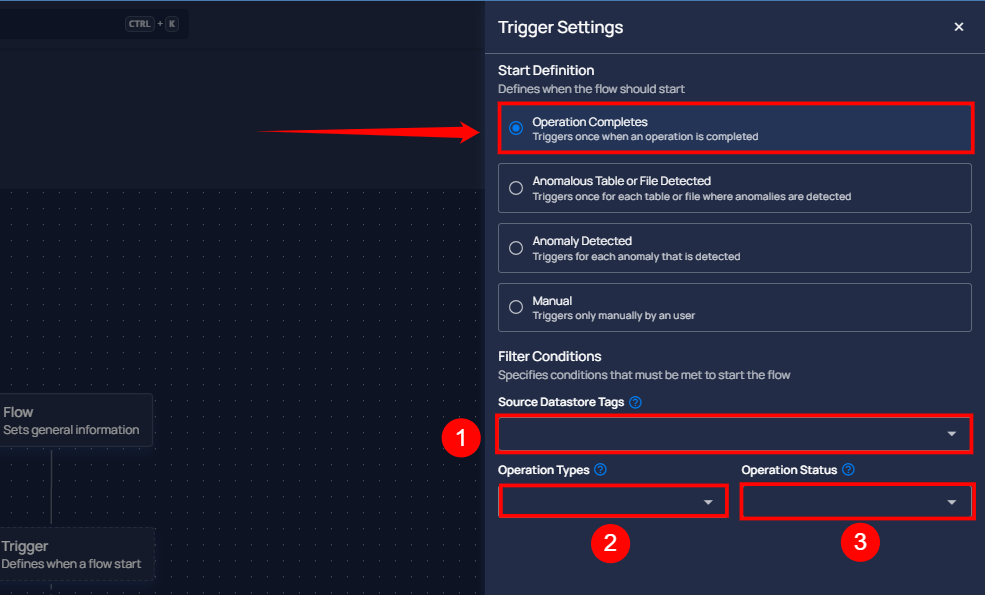 CTRL + K
Trigger Settings
Start Definition
Defines when the flow should start
Operation Completes
Triggers once when an operation is completed
Anomalous Table or File Detected
Triggers once for each table or file where anomalies are detected
Anomaly Detected
Triggers for each anomaly that is detected
Manual
Triggers only manually by an user
Filter Conditions
Specifies conditions that must be met to start the flow
Source Datastore Tags ?
1
Operation Types ? Operation Status ?
2 3
Flow
Sets general information
Trigger
Defines when a flow start